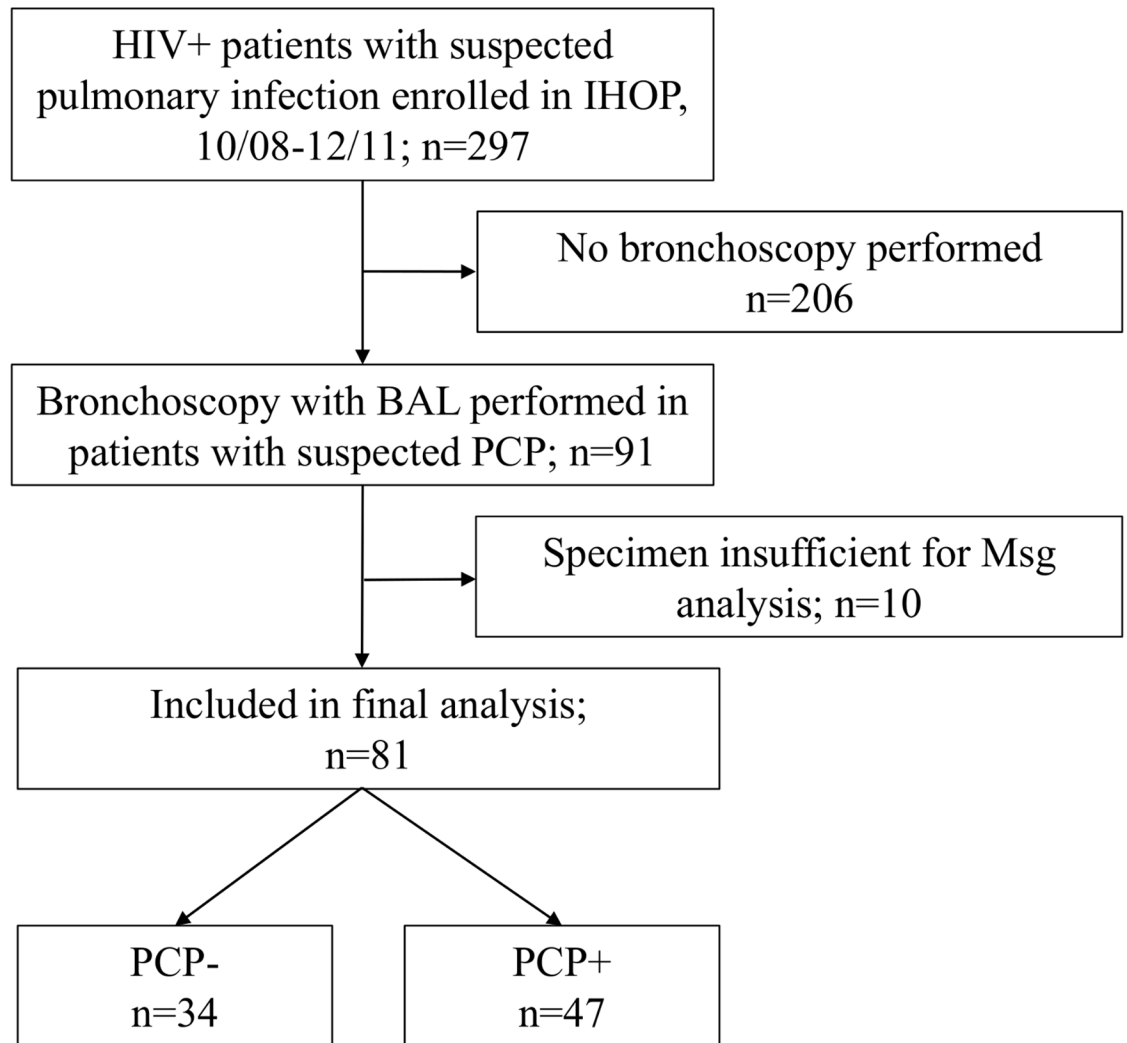 HIV+ patients with suspected
pulmonary infection enrolled in IHOP,
10/08-12/11; n=297
No bronchoscopy performed
n=206
Bronchoscopy with BAL performed in
patients with suspected PCP; n=91
Specimen insufficient for Msg
analysis; n=10
Included in final analysis;
n=81
PCP-
n=34
PCP+
n=47